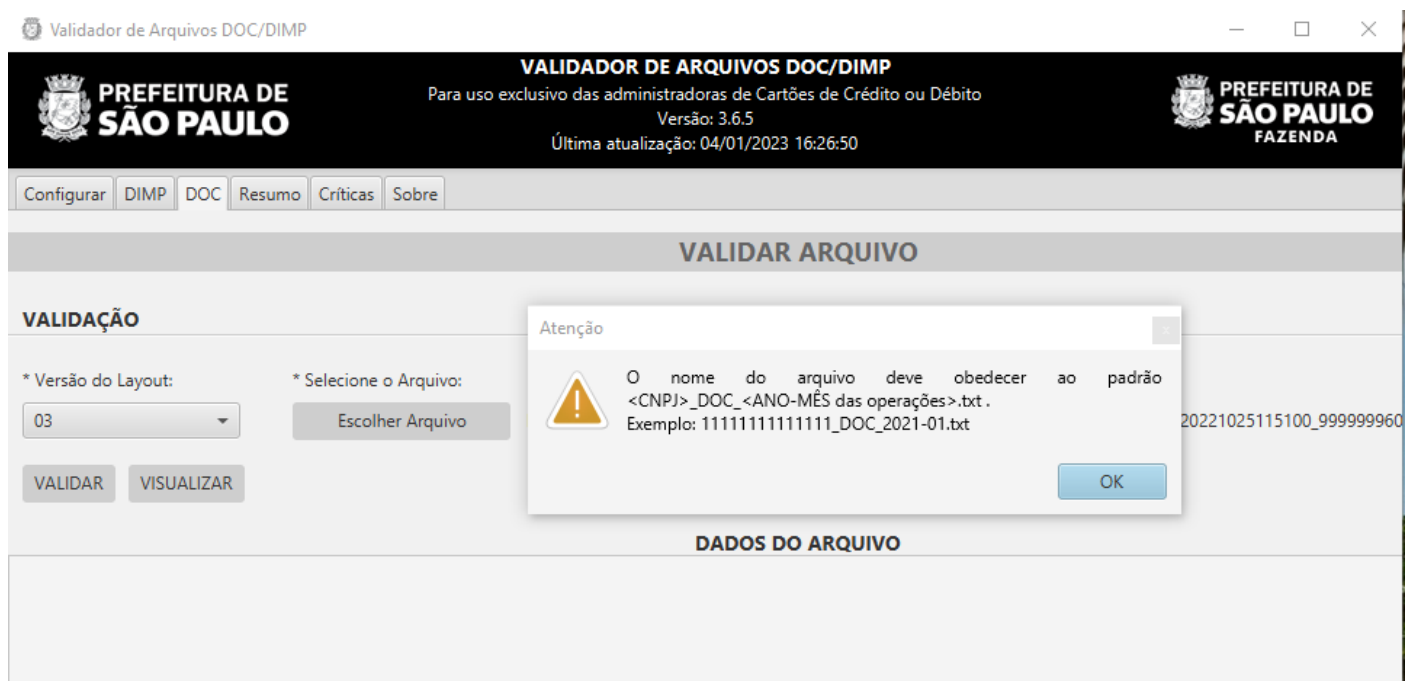 Validador de Arquivos DOC/DIMP
PREFEITURA DE
SÃO PAULO
VALIDADOR DE ARQUIVOS DOC/DIMP
Para uso exclusivo das administradoras de Cartões de Crédito ou Débito
Versão: 3.6.5
Última atualização: 04/01/2023 16:26:50
PREFEITURA DE
SÃO PAULO
FAZENDA
Configurar DIMP DOC Resumo Críticas Sobre
VALIDAR ARQUIVO
VALIDAÇÃO
* Versão do Layout: * Selecione o Arquivo:
03 Escolher Arquivo 20221025115100_999999960
VALIDAR VISUALIZAR
Atenção
O nome do arquivo deve obedecer ao padrão
<CNPJ>_DOC_<ANO-MÊS das operações>.txt .
Exemplo: 11111111111111_DOC_2021-01.txt
OK
DADOS DO ARQUIVO